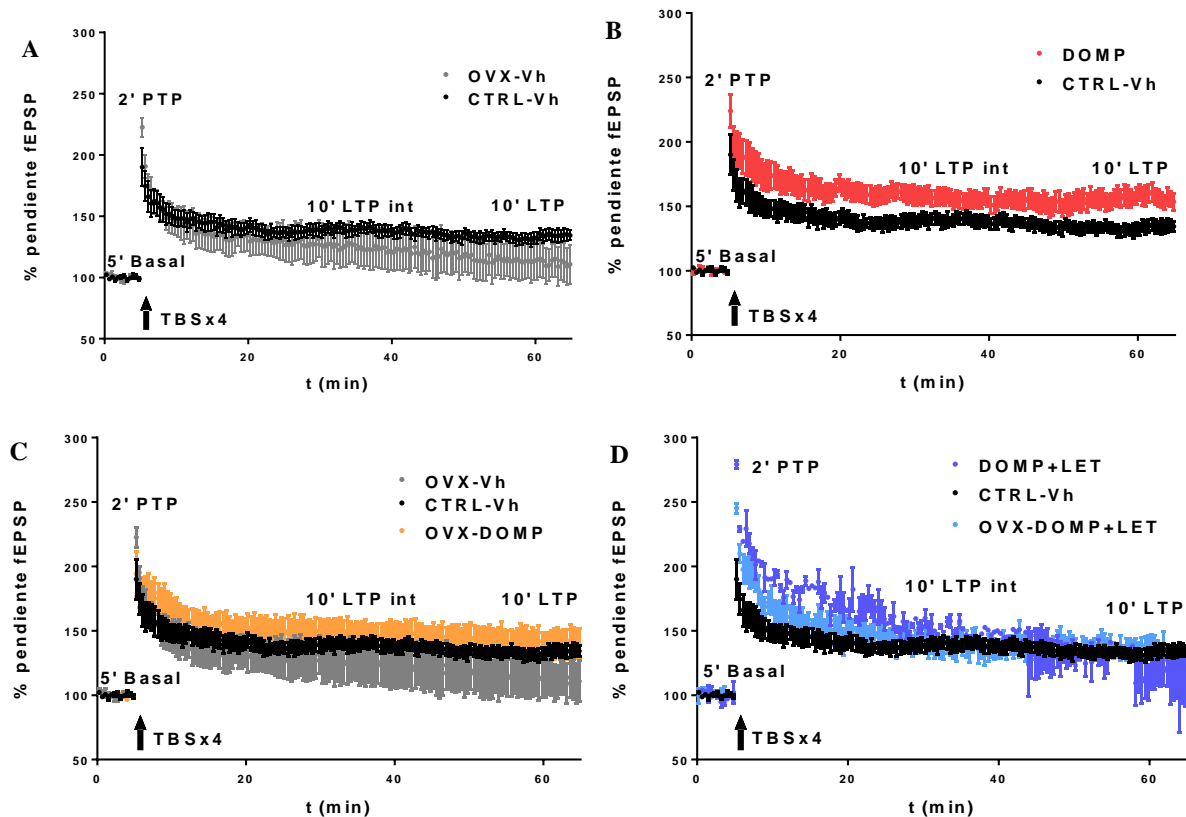 A
% pendiente fEPSP
300
250
200
150
100
50
0
20
40
60
t (min)
OVX-Vh
CTRL-Vh
2' PTP
10' LTP int
10' LTP
5' Basal
TBSx4
B
% pendiente fEPSP
300
250
200
150
100
50
0
20
40
60
t (min)
DOMP
CTRL-Vh
2' PTP
10' LTP int
10' LTP
5' Basal
TBSx4
C
% pendiente fEPSP
300
250
200
150
100
50
0
20
40
60
t (min)
OVX-Vh
CTRL-Vh
OVX-DOMP
2' PTP
10' LTP int
10' LTP
5' Basal
TBSx4
D
% pendiente fEPSP
300
250
200
150
100
50
0
20
40
60
t (min)
DOMP+LET
CTRL-Vh
OVX-DOMP+LET
2' PTP
10' LTP int
10' LTP
5' Basal
TBSx4